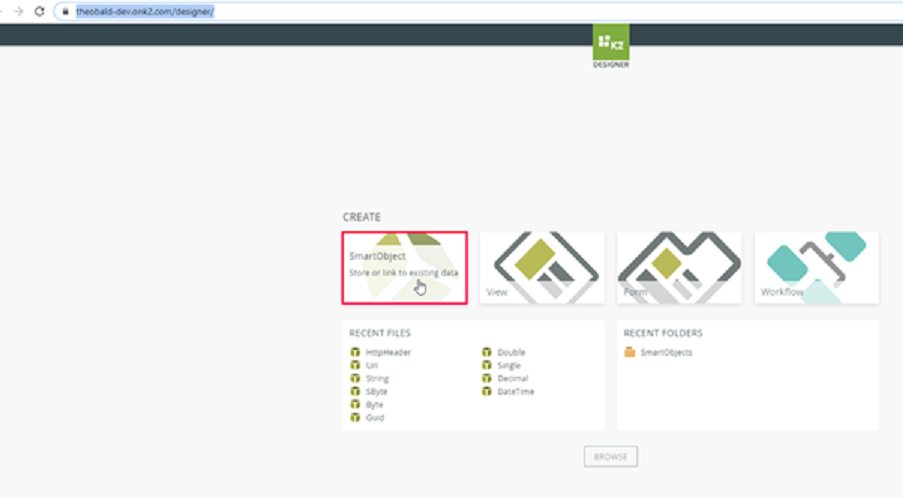 theobald-dev.onk2.com/designer/
K2
DESIGNER
CREATE
SmartObject
Store or link to existing data
View
Form
Workflow
RECENT FILES
HttpHeader
Uri
String
SByte
Byte
Guid
Double
Single
Decimal
DateTime
RECENT FOLDERS
SmartObjects
BROWSE